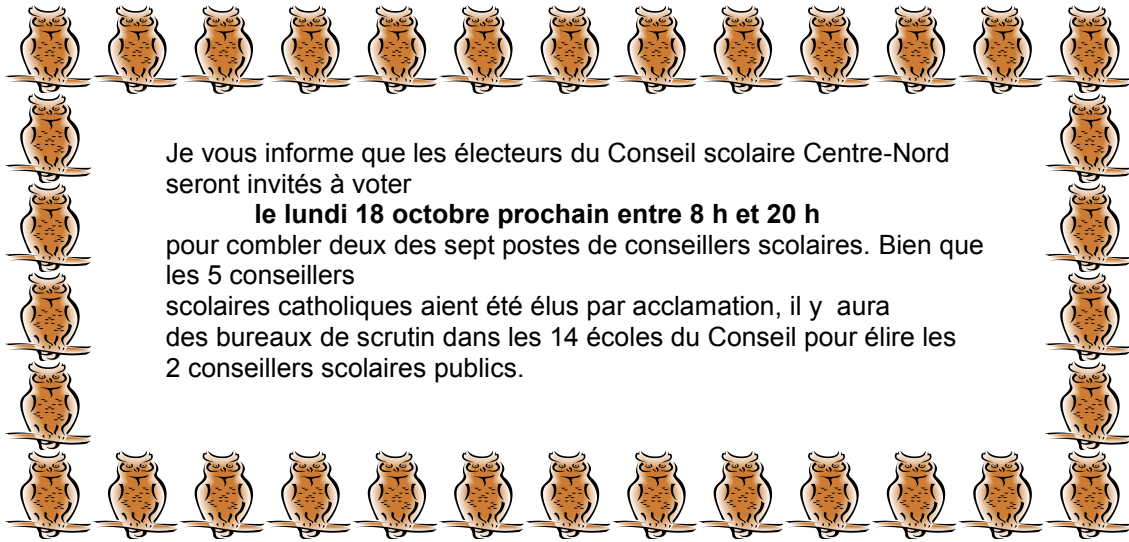 Je vous informe que les électeurs du Conseil scolaire Centre-Nord
seront invités à voter
le lundi 18 octobre prochain entre 8 h et 20 h
pour combler deux des sept postes de conseillers scolaires. Bien que
les 5 conseillers
scolaires catholiques aient été élus par acclamation, il y  aura
des bureaux de scrutin dans les 14 écoles du Conseil pour élire les
2 conseillers scolaires publics.